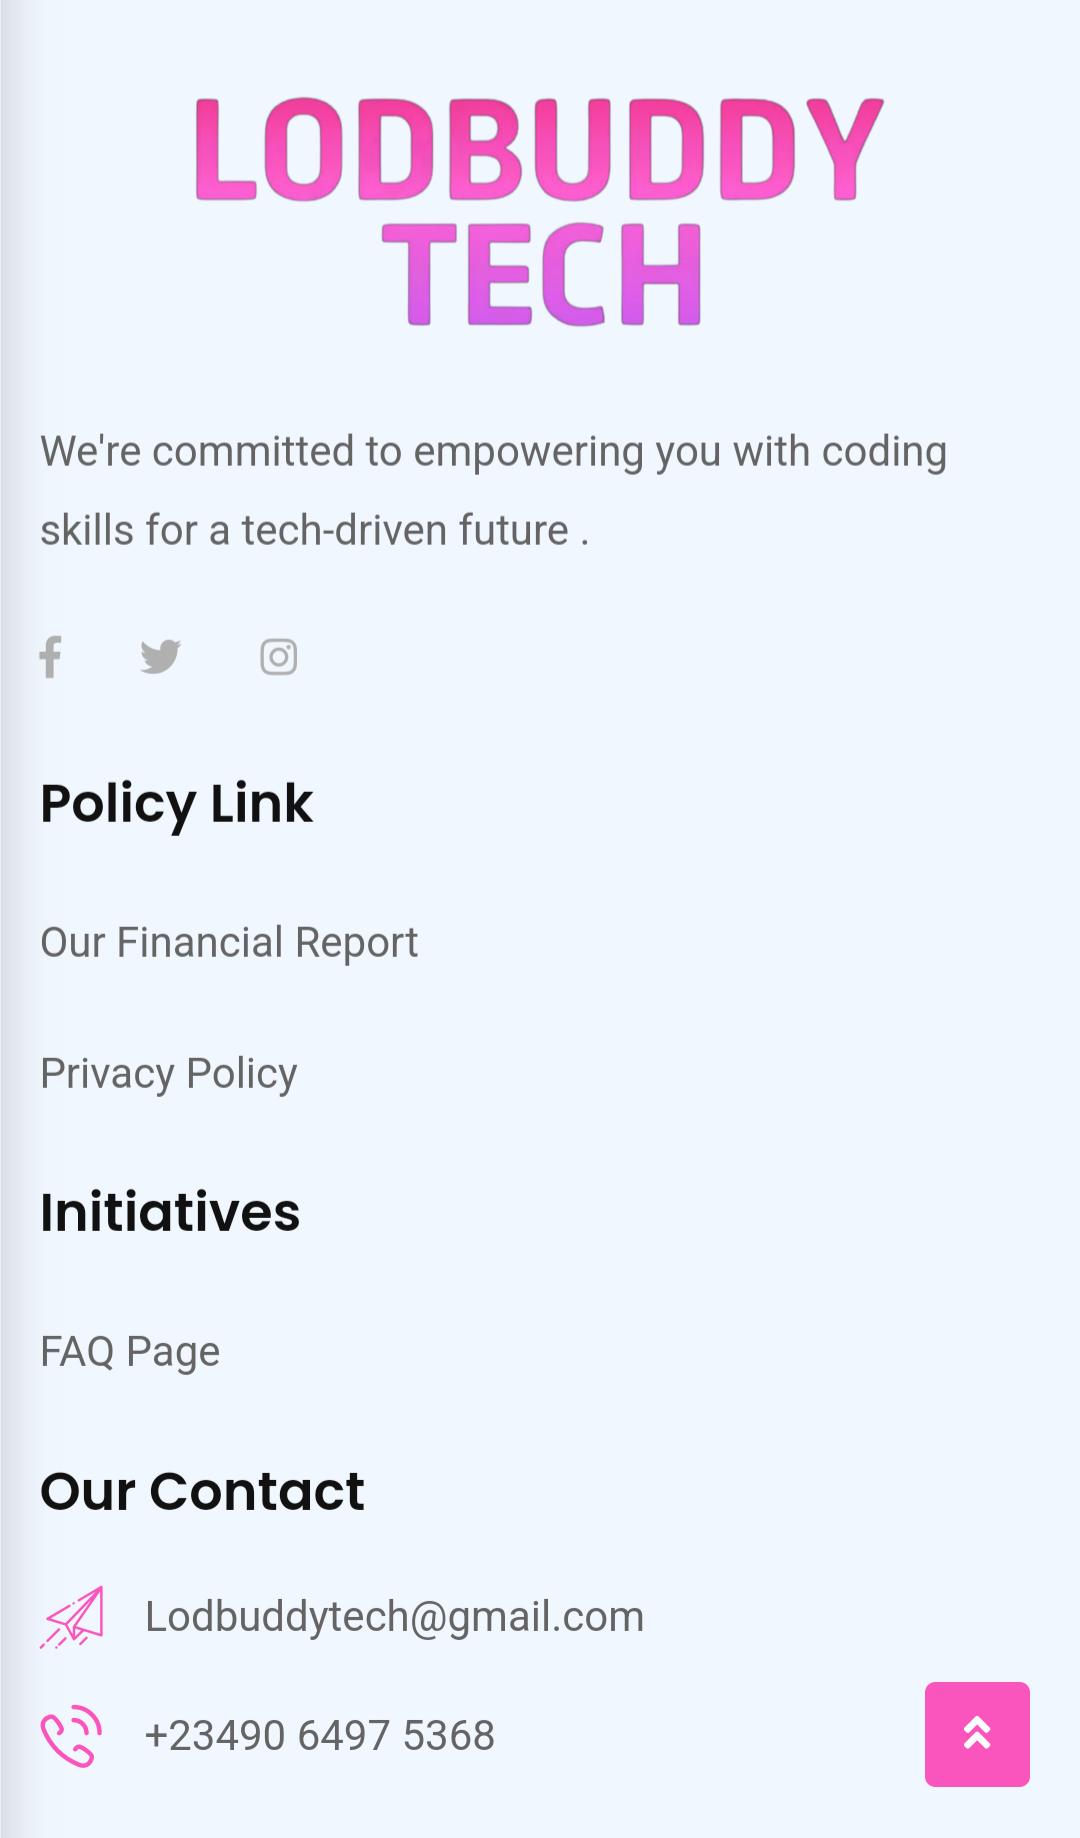 LODBUDDY
TECH
We're committed to empowering you with coding
skills for a tech-driven future .
Policy Link
Our Financial Report
Privacy Policy
Initiatives
FAQ Page
Our Contact
Lodbuddytech@gmail.com
+23490 6497 5368